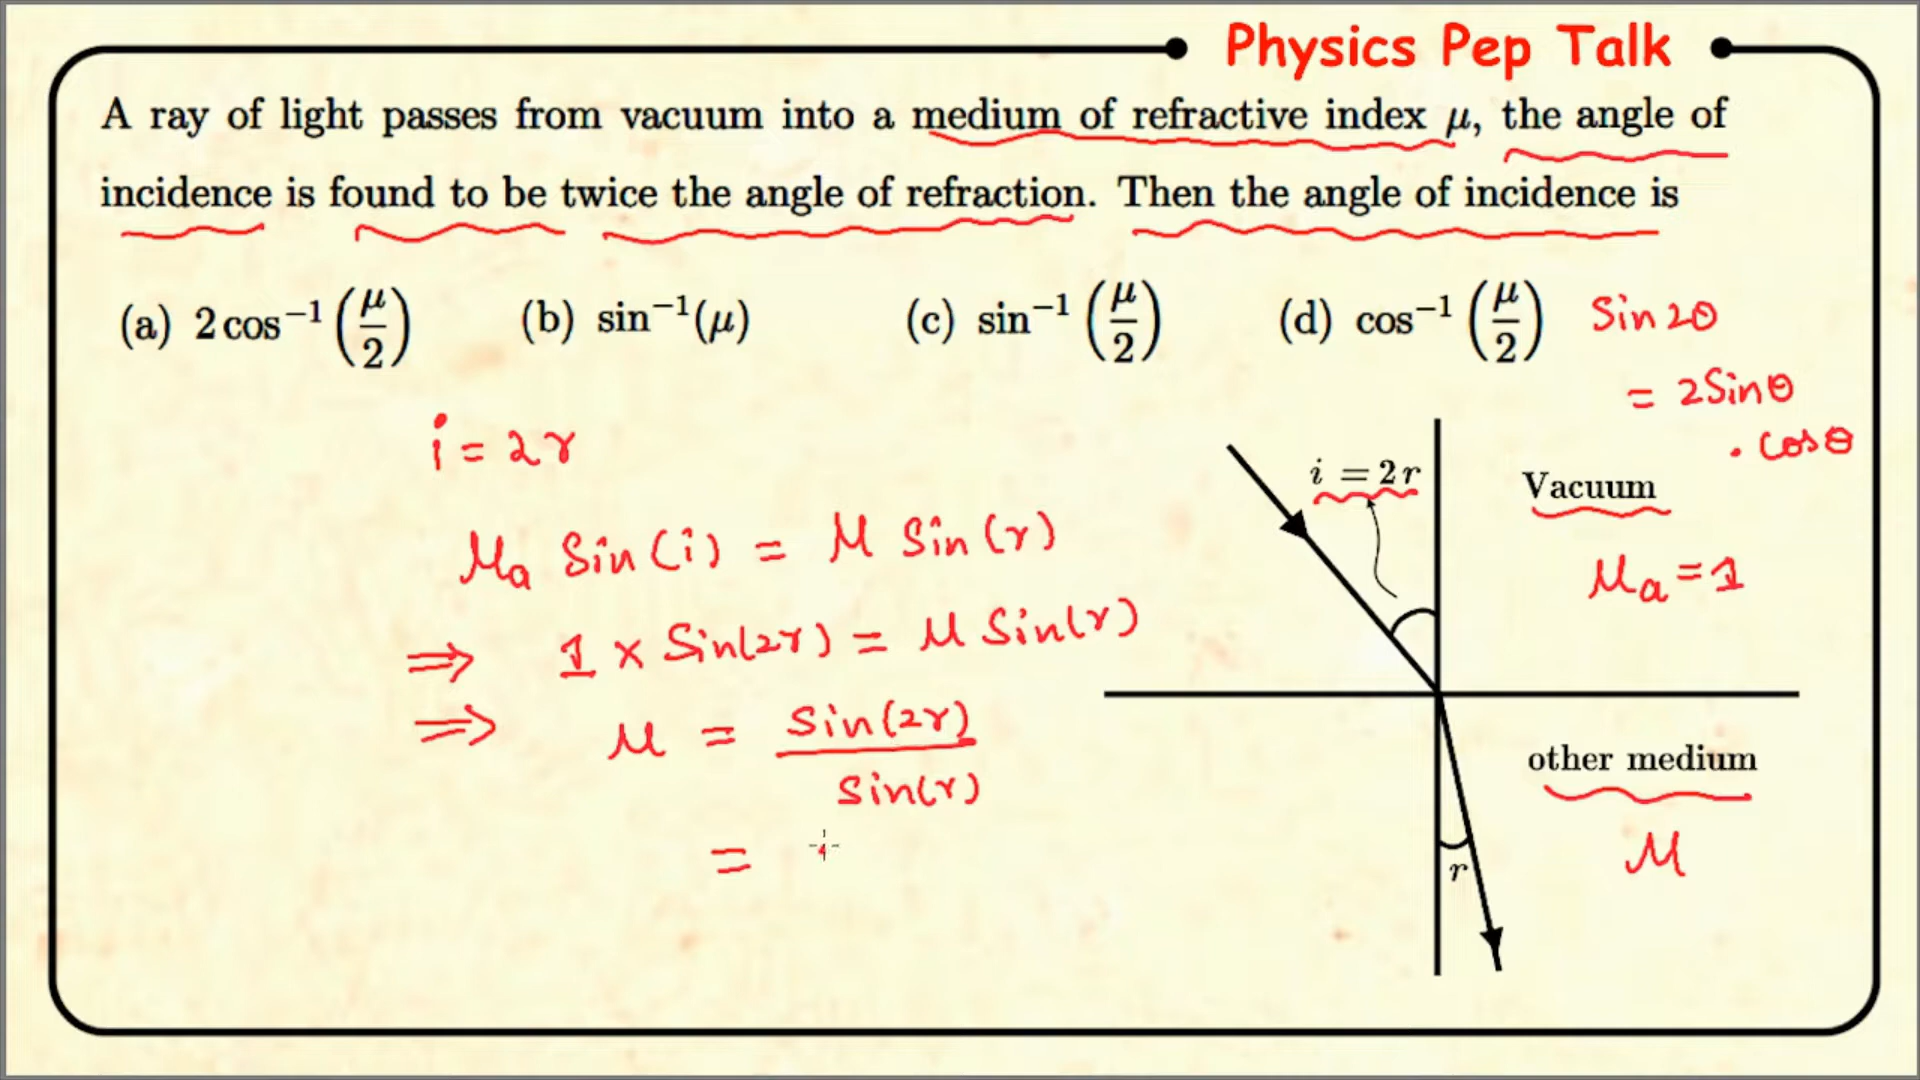 Physics Pep Talk
A ray of light passes from vacuum into a medium of refractive index μ, the angle of
incidence is found to be twice the angle of refraction. Then the angle of incidence is
(a) 2 cos⁻¹ (μ/2) (b) sin⁻¹(μ) (c) sin⁻¹ (μ/2) (d) cos⁻¹ (μ/2)
Sin 2θ
= 2Sinθ
. Cosθ
i = 2r
μₐ Sin(i) = μ Sin(r)
⇒ 1 × Sin(2r) = μ Sin(r)
⇒ μ = Sin(2r)/Sin(r)
=
i = 2r
Vacuum
μₐ = 1
other medium
μ
r